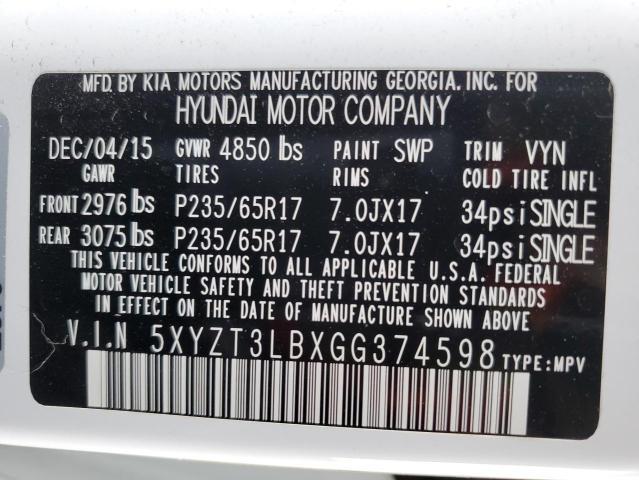 MFD. BY KIA MOTORS MANUFACTURING GEORGIA, INC. FOR
HYUNDAI MOTOR COMPANY
DEC/04/15 GVWR 4850 lbs PAINT SWP TRIM VYN
GAWR TIRES RIMS COLD TIRE INFL
FRONT 2976 lbs P235/65R17 7.0JX17 34psi SINGLE
REAR 3075 lbs P235/65R17 7.0JX17 34psi SINGLE
THIS VEHICLE CONFORMS TO ALL APPLICABLE U.S.A. FEDERAL
MOTOR VEHICLE SAFETY AND THEFT PREVENTION STANDARDS
IN EFFECT ON THE DATE OF MANUFACTURE SHOWN ABOVE.
V.I.N 5XYZT3LBXGG374598 TYPE:MPV